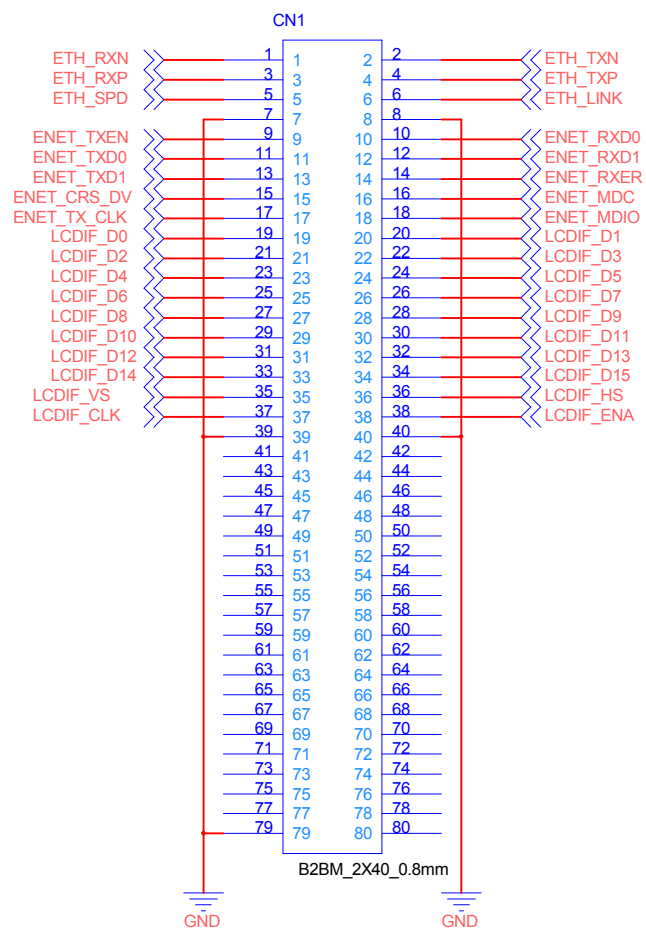 CN1
ETH_RXN 1 1 2 2 ETH_TXN
ETH_RXP 3 3 4 4 ETH_TXP
ETH_SPD 5 5 6 6 ETH_LINK
7 7 8 8
ENET_TXEN 9 9 10 10 ENET_RXD0
ENET_TXD0 11 11 12 12 ENET_RXD1
ENET_TXD1 13 13 14 14 ENET_RXER
ENET_CRS_DV 15 15 16 16 ENET_MDC
ENET_TX_CLK 17 17 18 18 ENET_MDIO
LCDIF_D0 19 19 20 20 LCDIF_D1
LCDIF_D2 21 21 22 22 LCDIF_D3
LCDIF_D4 23 23 24 24 LCDIF_D5
LCDIF_D6 25 25 26 26 LCDIF_D7
LCDIF_D8 27 27 28 28 LCDIF_D9
LCDIF_D10 29 29 30 30 LCDIF_D11
LCDIF_D12 31 31 32 32 LCDIF_D13
LCDIF_D14 33 33 34 34 LCDIF_D15
LCDIF_VS 35 35 36 36 LCDIF_HS
LCDIF_CLK 37 37 38 38 LCDIF_ENA
39 39 40 40
41 41 42 42
43 43 44 44
45 45 46 46
47 47 48 48
49 49 50 50
51 51 52 52
53 53 54 54
55 55 56 56
57 57 58 58
59 59 60 60
61 61 62 62
63 63 64 64
65 65 66 66
67 67 68 68
69 69 70 70
71 71 72 72
73 73 74 74
75 75 76 76
77 77 78 78
79 79 80 80
B2BM_2X40_0.8mm
GND GND